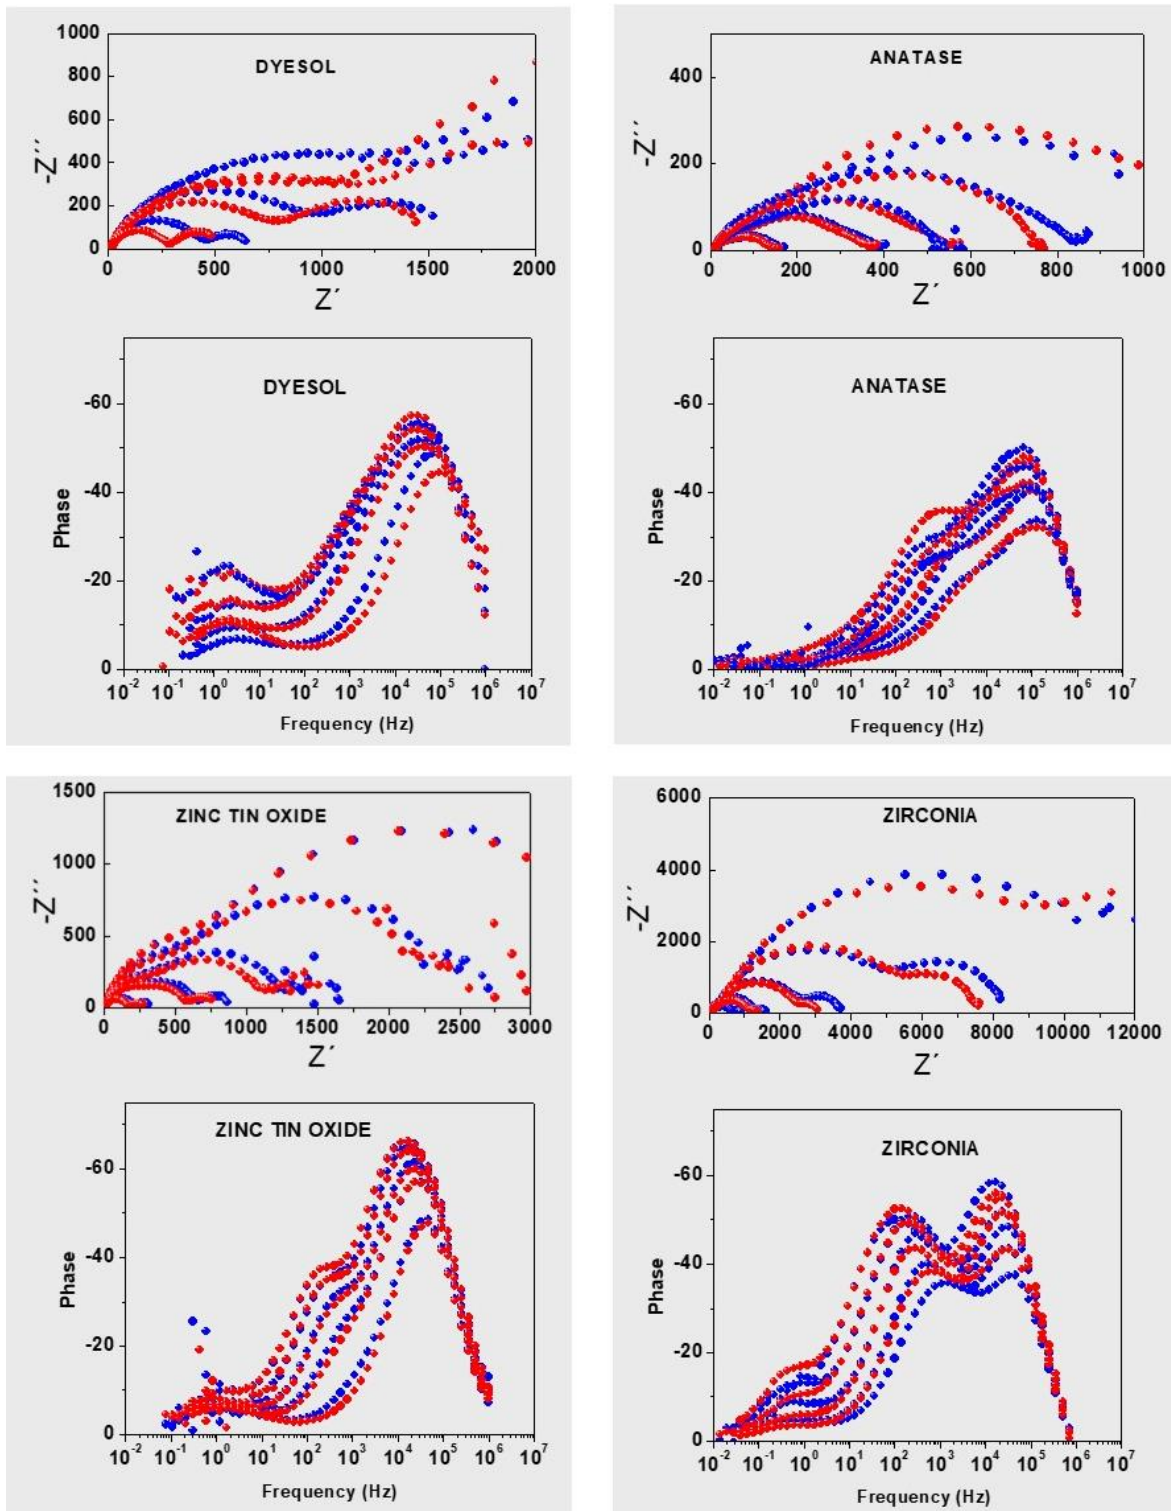 1000
800
600
400
200
0
-Z´´
DYESOL
0 500 1000 1500 2000
Z´
400
200
0
-Z´´
ANATASE
0 200 400 600 800 1000
Z´
-60
-40
-20
0
Phase
DYESOL
10-2 10-1 100 101 102 103 104 105 106 107
Frequency (Hz)
-60
-40
-20
0
Phase
ANATASE
10-2 10-1 100 101 102 103 104 105 106 107
Frequency (Hz)
1500
1000
500
0
-Z´´
ZINC TIN OXIDE
0 500 1000 1500 2000 2500 3000
Z´
6000
4000
2000
0
-Z´´
ZIRCONIA
0 2000 4000 6000 8000 10000 12000
Z´
-60
-40
-20
0
Phase
ZINC TIN OXIDE
10-2 10-1 100 101 102 103 104 105 106 107
Frequency (Hz)
-60
-40
-20
0
Phase
ZIRCONIA
10-2 10-1 100 101 102 103 104 105 106 107
Frequency (Hz)